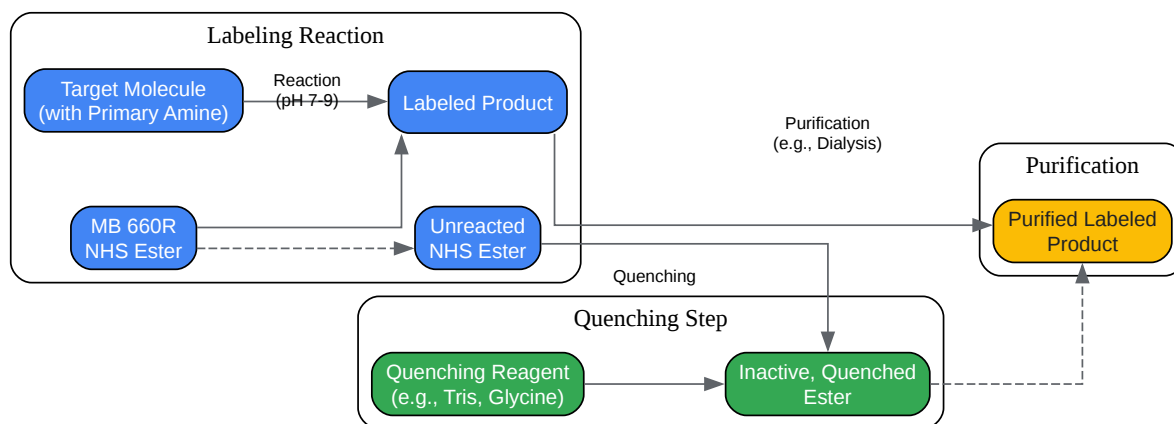 Labeling Reaction
Target Molecule
(with Primary Amine)
Reaction
(pH 7-9)
Labeled Product
MB 660R
NHS Ester
Unreacted
NHS Ester
Purification
(e.g., Dialysis)
Purification
Purified Labeled
Product
Quenching
Quenching Step
Quenching Reagent
(e.g., Tris, Glycine)
Inactive, Quenched
Ester